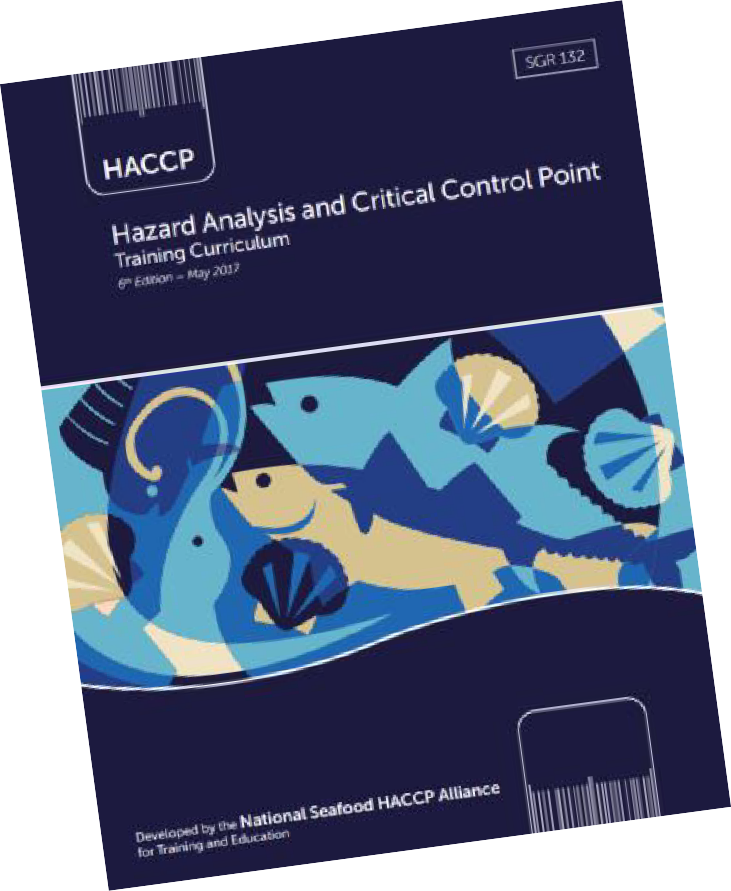 SGR 132
HACCP
Hazard Analysis and Critical Control Point
Training Curriculum
6th Edition – May 2017
Developed by the National Seafood HACCP Alliance
for Training and Education